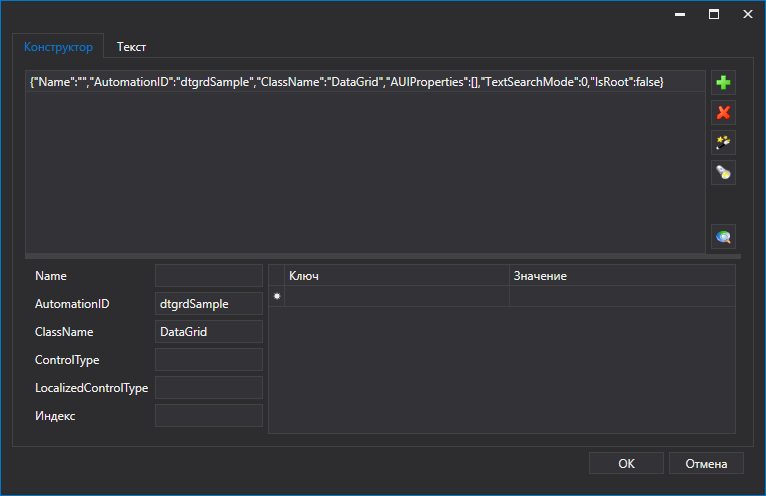 Конструктор Текст
{"Name":"","AutomationID":"dtgrdSample","ClassName":"DataGrid","AUIProperties":[],"TextSearchMode":0,"IsRoot":false}
Name
AutomationID dtgrdSample
ClassName DataGrid
ControlType
LocalizedControlType
Индекс
Ключ Значение
OK Отмена